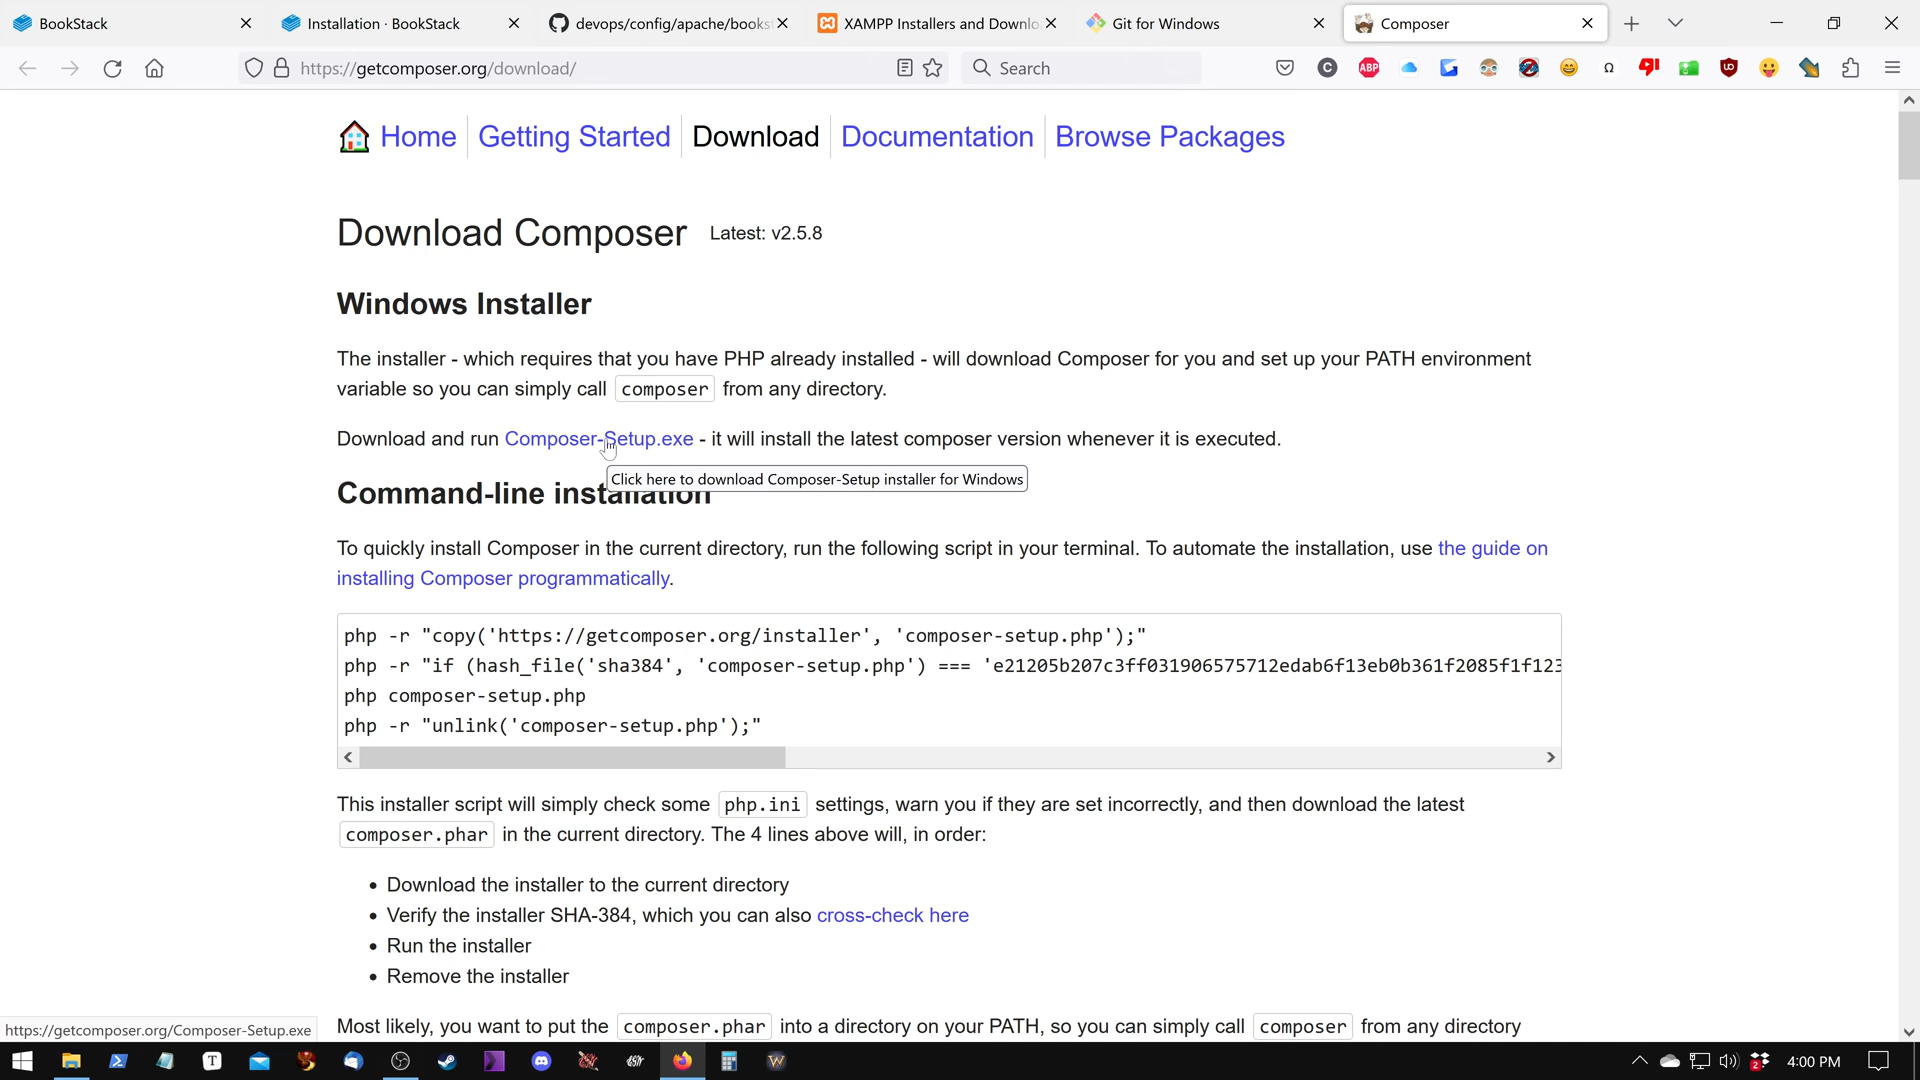 BookStack
Installation · BookStack
devops/config/apache/bookst
XAMPP Installers and Downlo
Git for Windows
Composer
https://getcomposer.org/download/
Search
Home
Getting Started
Download
Documentation
Browse Packages
Download Composer
Latest: v2.5.8
Windows Installer
The installer - which requires that you have PHP already installed - will download Composer for you and set up your PATH environment
variable so you can simply call composer from any directory.
Download and run Composer-Setup.exe - it will install the latest composer version whenever it is executed.
Click here to download Composer-Setup installer for Windows
Command-line installation
To quickly install Composer in the current directory, run the following script in your terminal. To automate the installation, use the guide on
installing Composer programmatically.
php -r "copy('https://getcomposer.org/installer', 'composer-setup.php');"
php -r "if (hash_file('sha384', 'composer-setup.php') === 'e21205b207c3ff031906575712edab6f13eb0b361f2085f1f123
php composer-setup.php
php -r "unlink('composer-setup.php');"
This installer script will simply check some php.ini settings, warn you if they are set incorrectly, and then download the latest
composer.phar in the current directory. The 4 lines above will, in order:
• Download the installer to the current directory
• Verify the installer SHA-384, which you can also cross-check here
• Run the installer
• Remove the installer
Most likely, you want to put the composer.phar into a directory on your PATH, so you can simply call composer from any directory
https://getcomposer.org/Composer-Setup.exe
4:00 PM